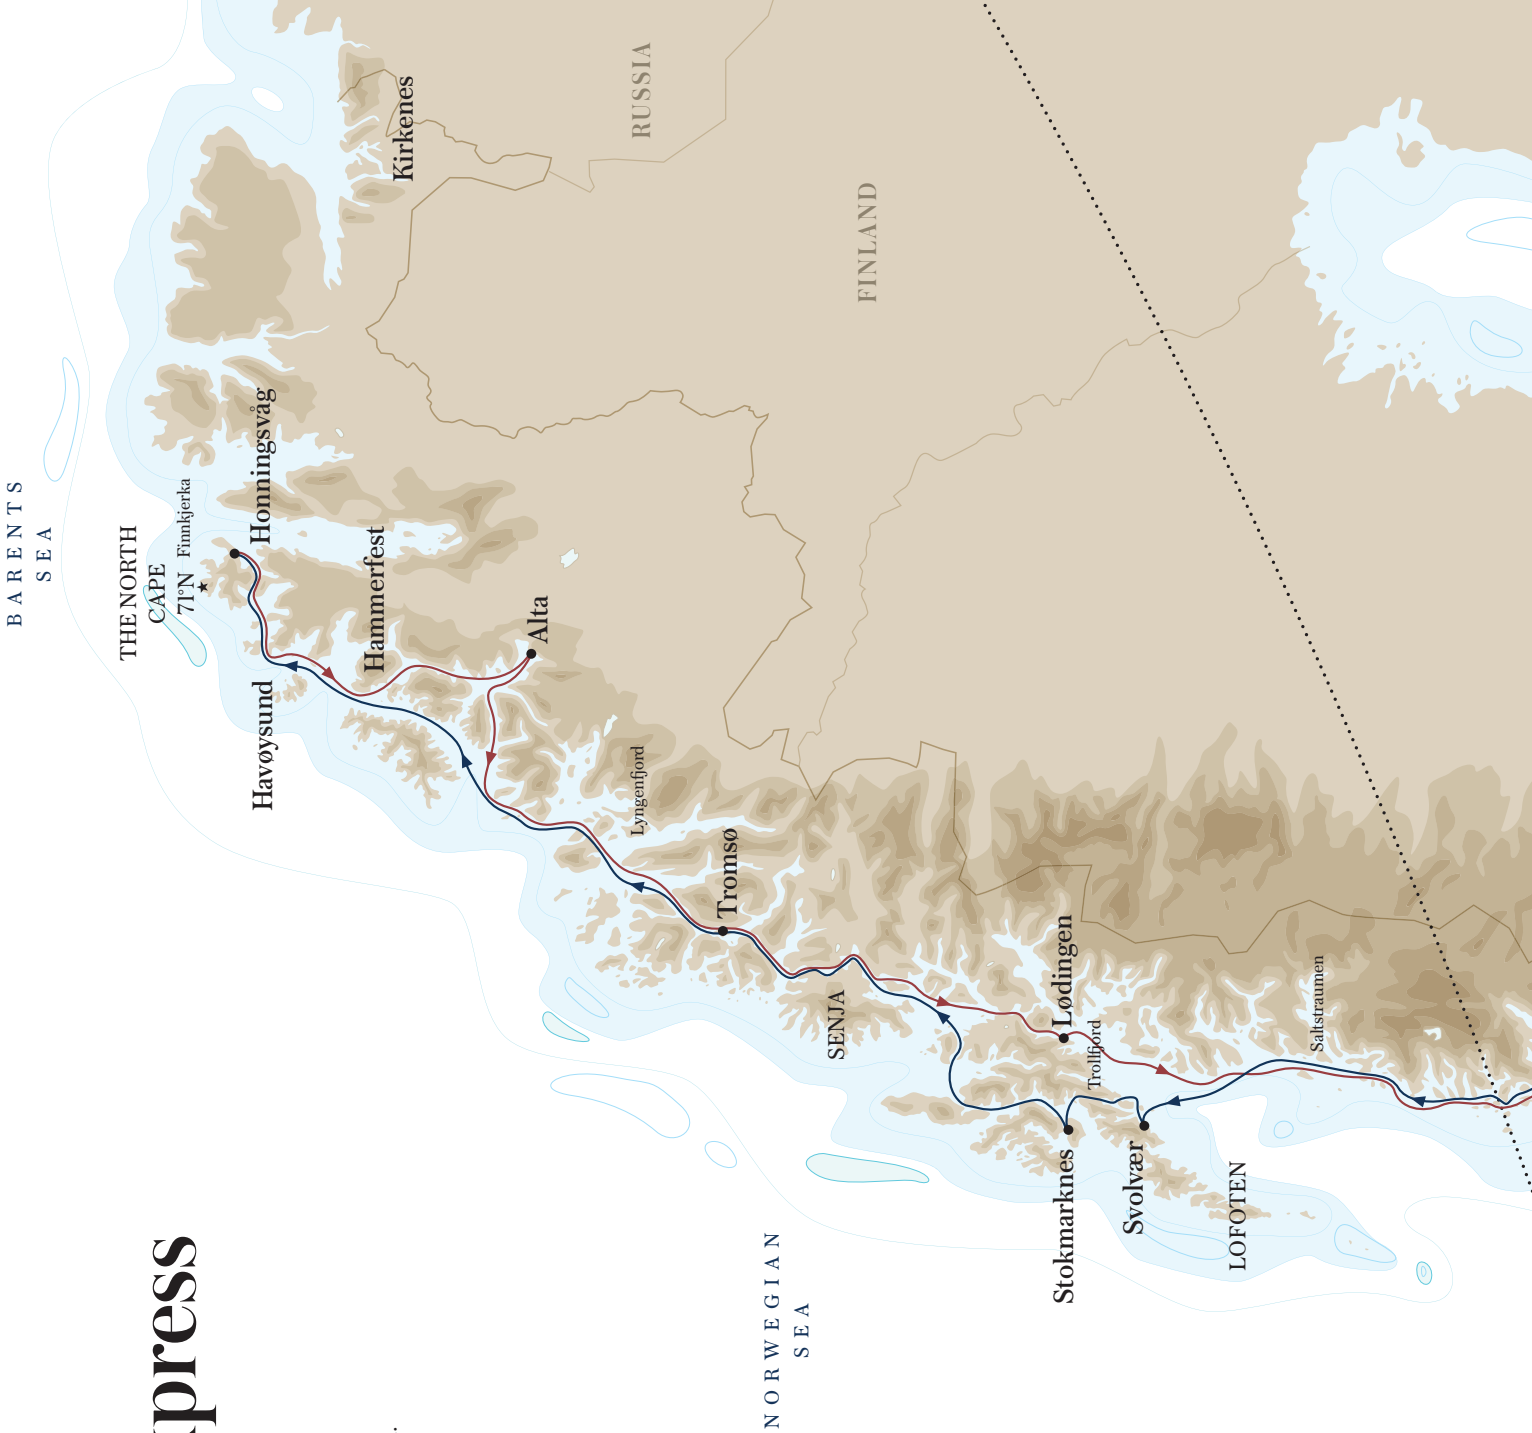 BARENTS
SEA
THE NORTH
CAPE
71°N
Finnkjerka
press
Havøysund
Honningsvåg
Hammerfest
Kirkenes
Alta
Lyngenfjord
RUSSIA
Tromsø
NORWEGIAN
SEA
SENJA
FINLAND
Stokmarknes
Lødingen
Trollfjord
Svolvær
LOFOTEN
Saltstraumen